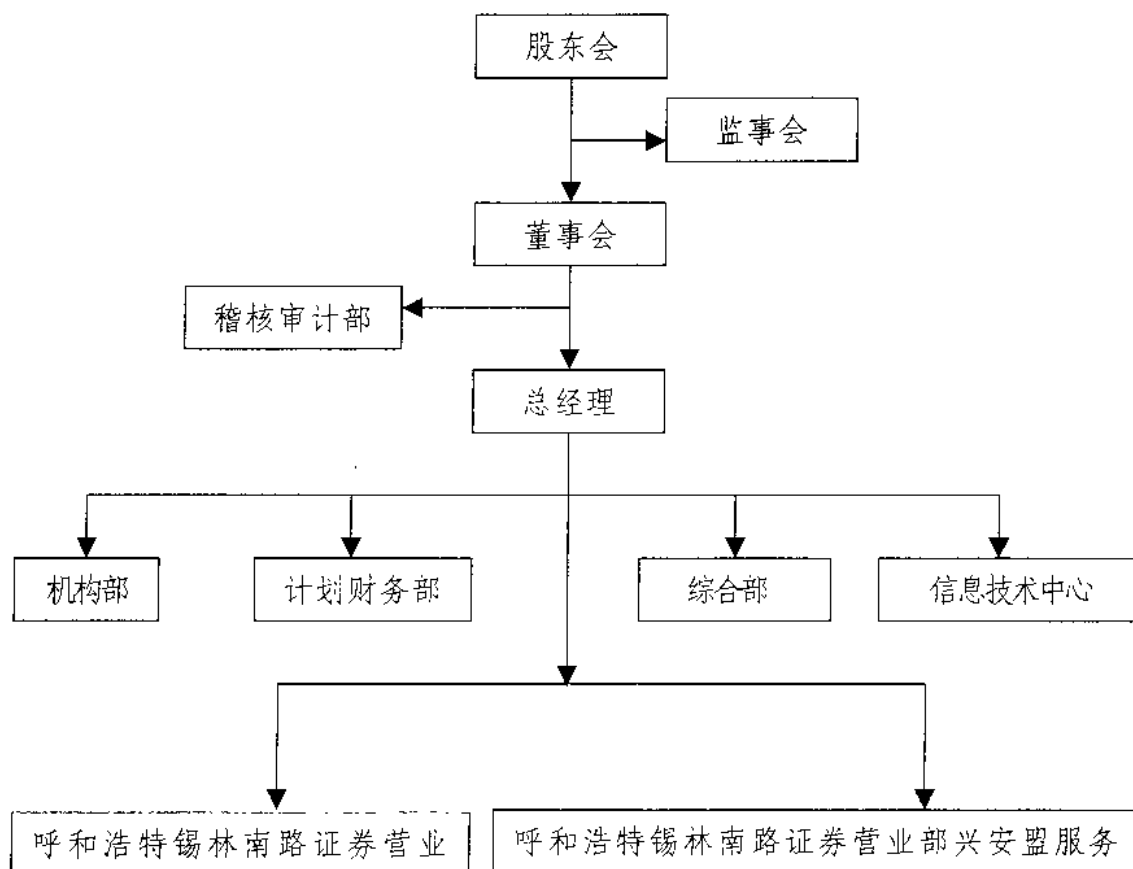 股东会
监事会
董事会
稽核审计部
总经理
机构部
计划财务部
综合部
信息技术中心
呼和浩特锡林南路证券营业
呼和浩特锡林南路证券营业部兴安盟服务